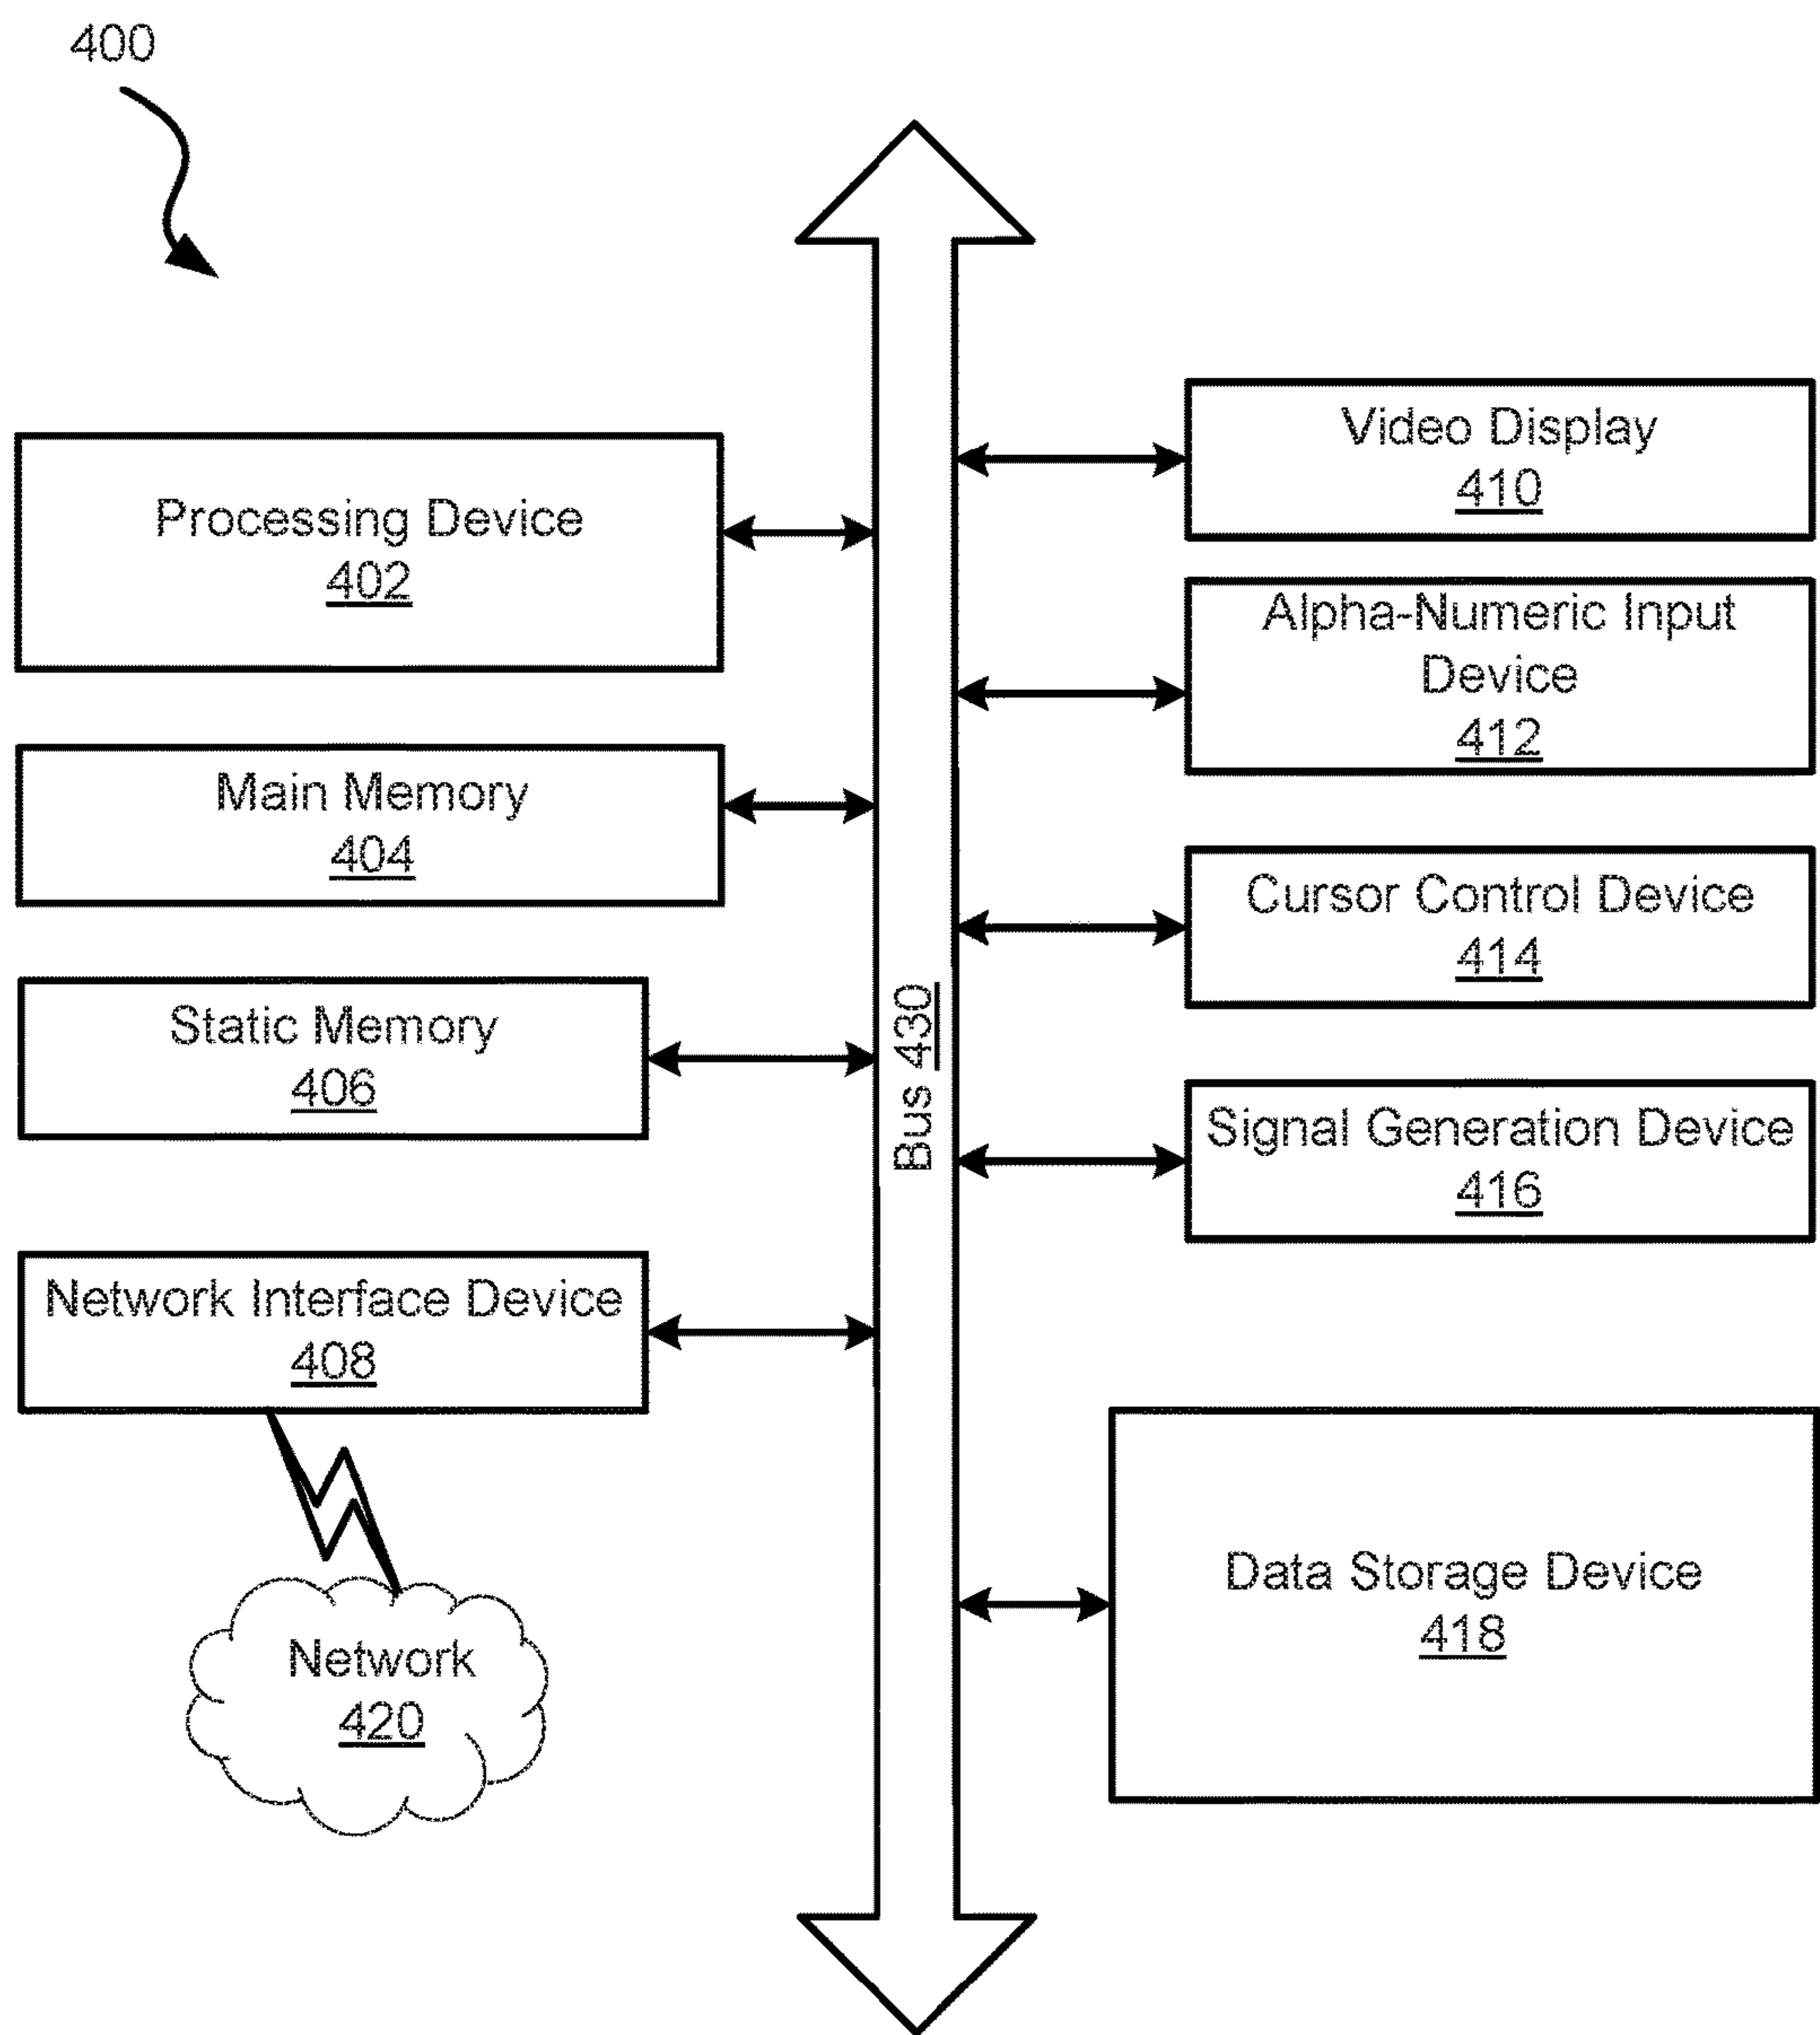 400
Processing Device
402
Main Memory
404
Static Memory
406
Network Interface Device
408
Network
420
Bus 430
Video Display
410
Alpha-Numeric Input
Device
412
Cursor Control Device
414
Signal Generation Device
416
Data Storage Device
418